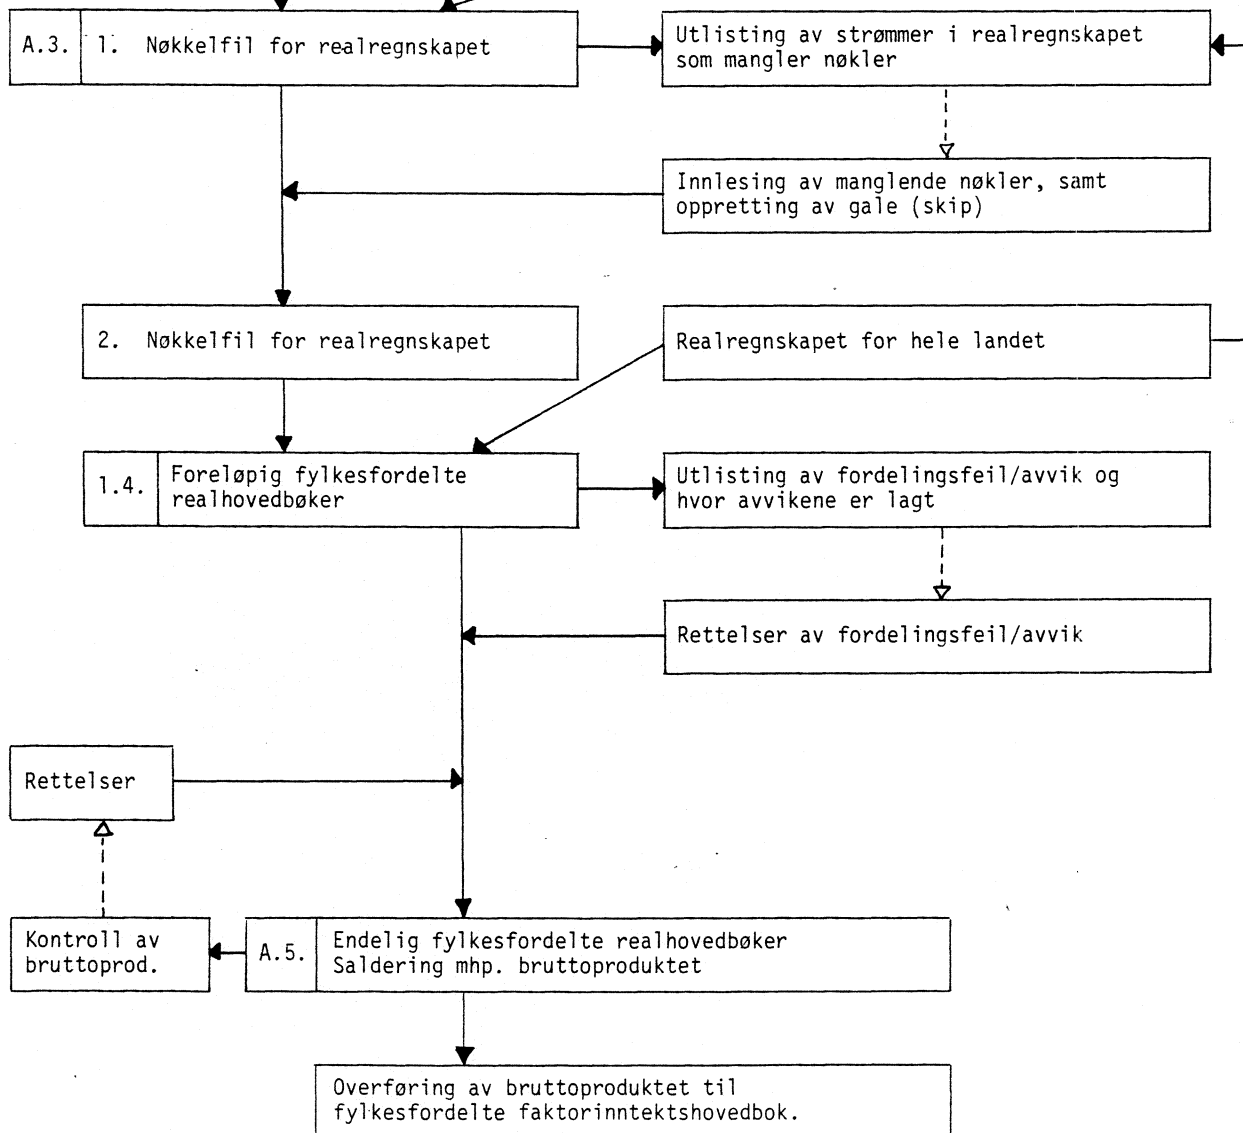 A.3. 1. Nøkkelfil for realregnskapet
Utlisting av strømmer i realregnskapet
som mangler nøkler
Innlesing av manglende nøkler, samt
oppretting av gale (skip)
2. Nøkkelfil for realregnskapet
Realregnskapet for hele landet
1.4. Foreløpig fylkesfordelte
realhovedbøker
Utlisting av fordelingsfeil/avvik og
hvor avvikene er lagt
Rettelser av fordelingsfeil/avvik
Rettelser
Kontroll av
bruttoprod.
A.5. Endelig fylkesfordelte realhovedbøker
Saldering mhp. bruttoproduktet
Overføring av bruttoproduktet til
fylkesfordelte faktorinntektshovedbok.